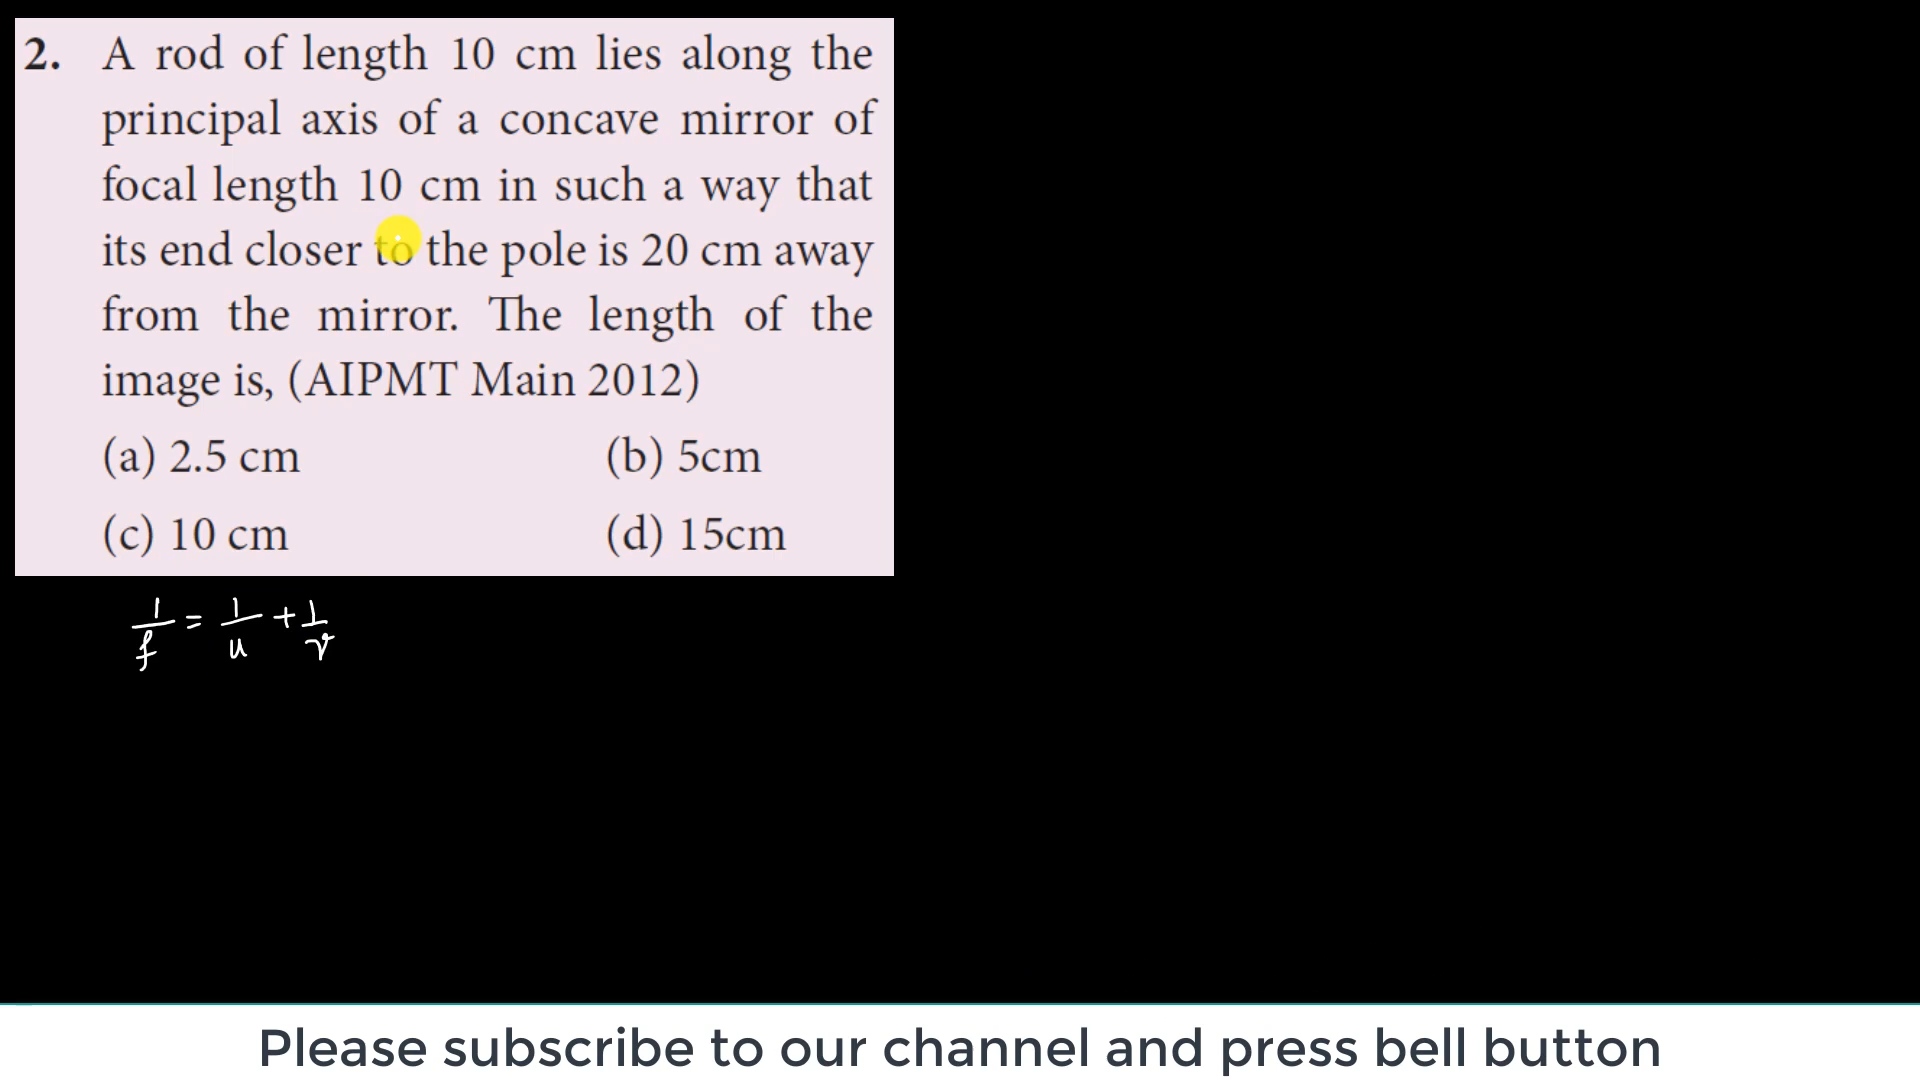 2. A rod of length 10 cm lies along the
principal axis of a concave mirror of
focal length 10 cm in such a way that
its end closer to the pole is 20 cm away
from the mirror. The length of the
image is, (AIPMT Main 2012)
(a) 2.5 cm (b) 5cm
(c) 10 cm (d) 15cm
1/f = 1/u + 1/v
Please subscribe to our channel and press bell button